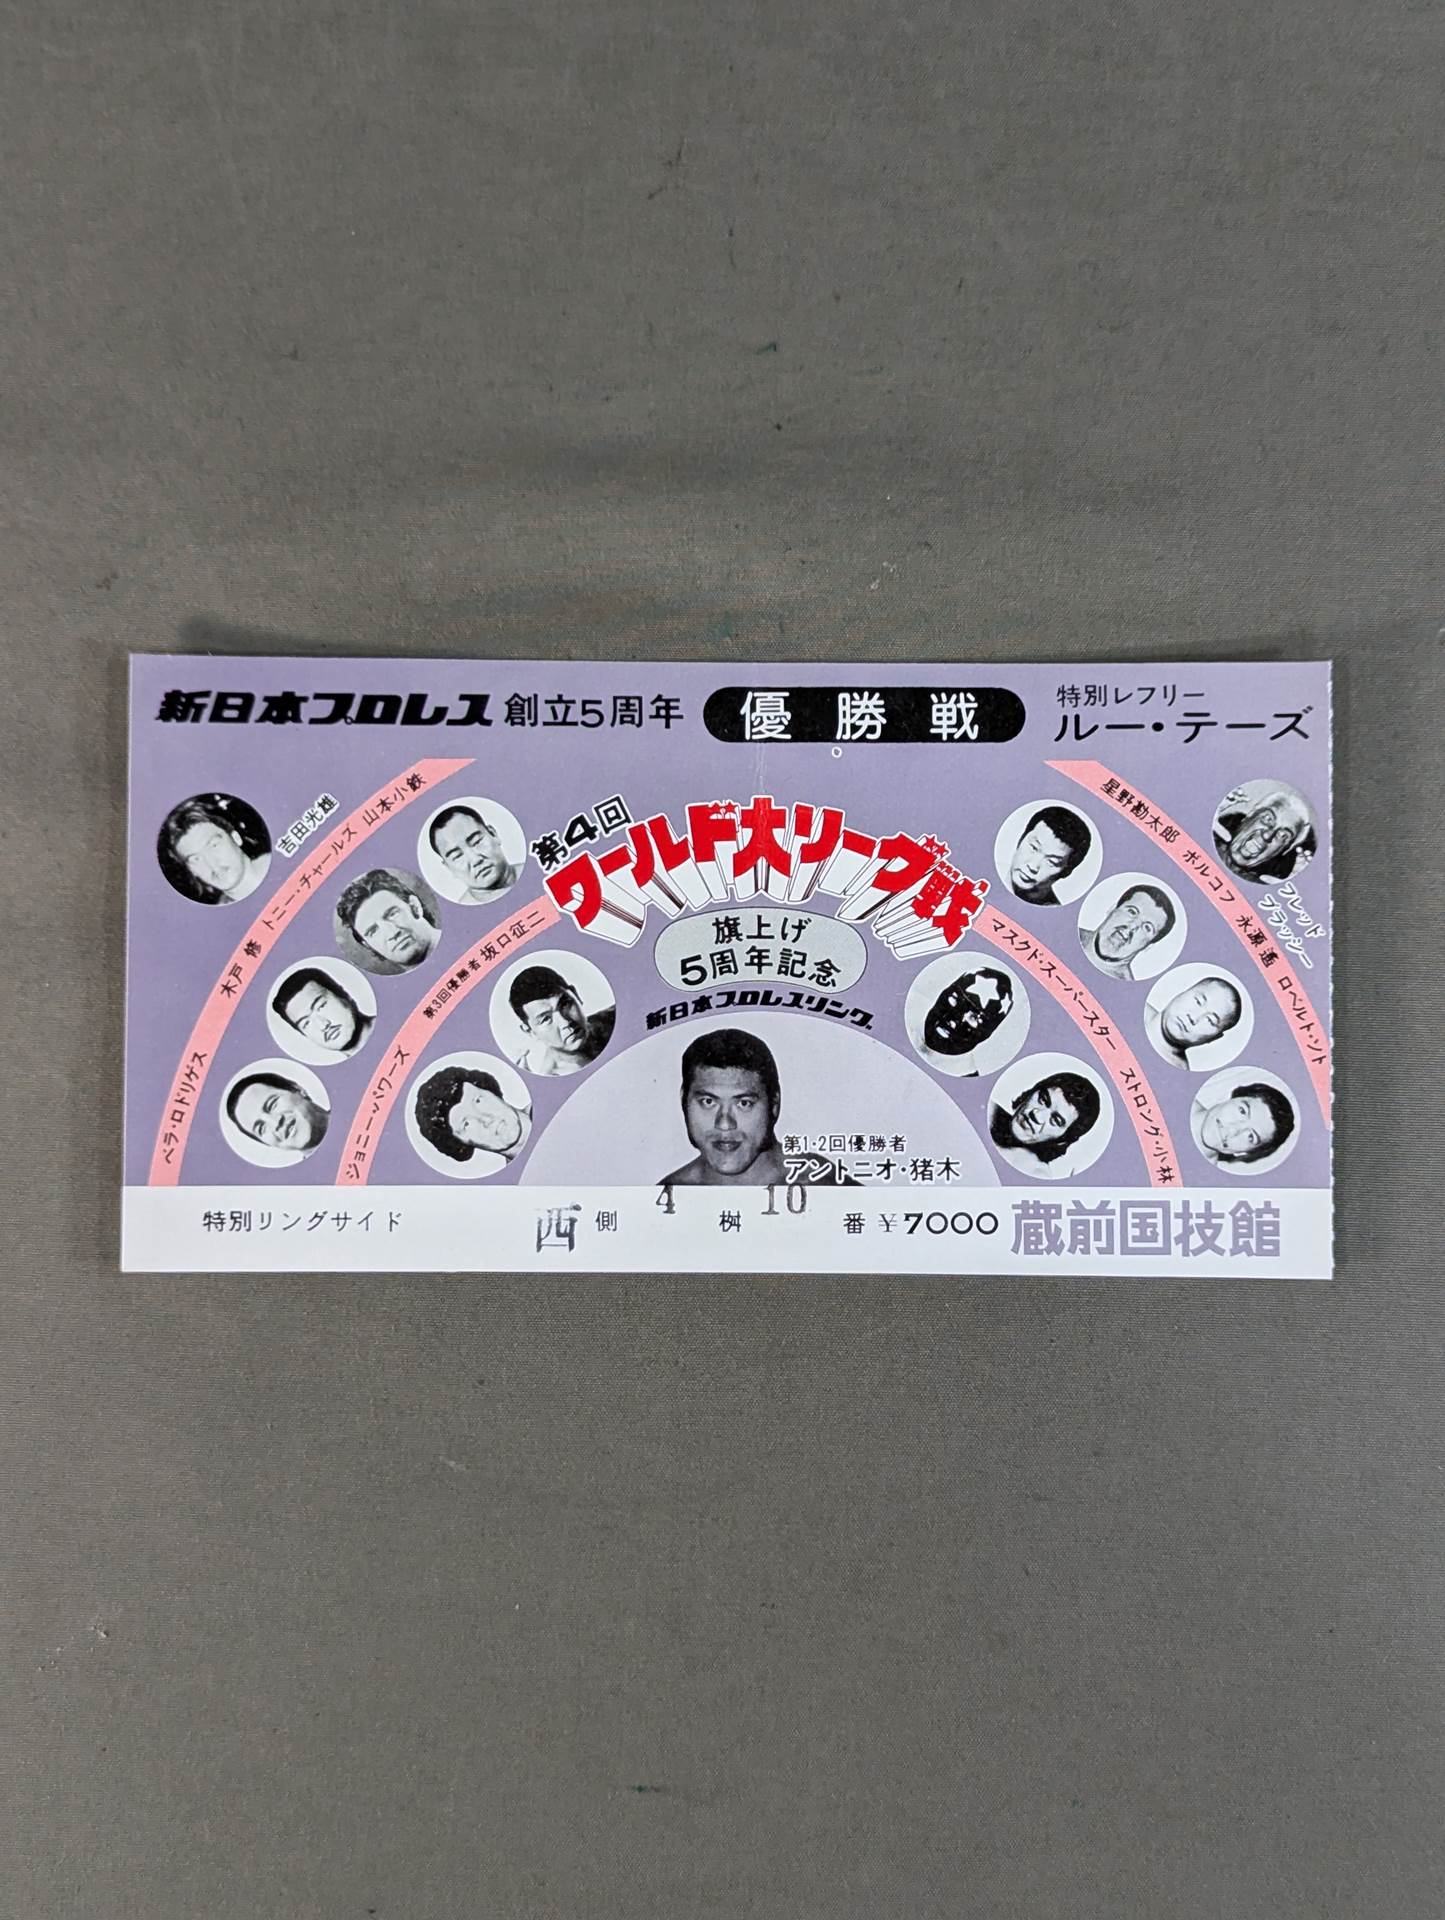 新日本プロレス 創立5周年 優勝戦
特別レフリー
ルー・テーズ
第4回
ワールド大リーグ戦
旗上げ
5周年記念
新日本プロレスリング
第1・2回優勝者
アントニオ・猪木
吉田光雄
ペラ・ロドリゲス 木戸 修 トニー・チャールス 山本小鉄
ジョニー・パワーズ 第3回優勝者 坂口征二
マスクド・スーパースター ストロング・小林
星野勘太郎 ボルコフ 永源遙 ロベルト・ソト
フレッド
ブラッシー
特別リングサイド 西 側 4 桝 10 番 ¥7000 蔵前国技館